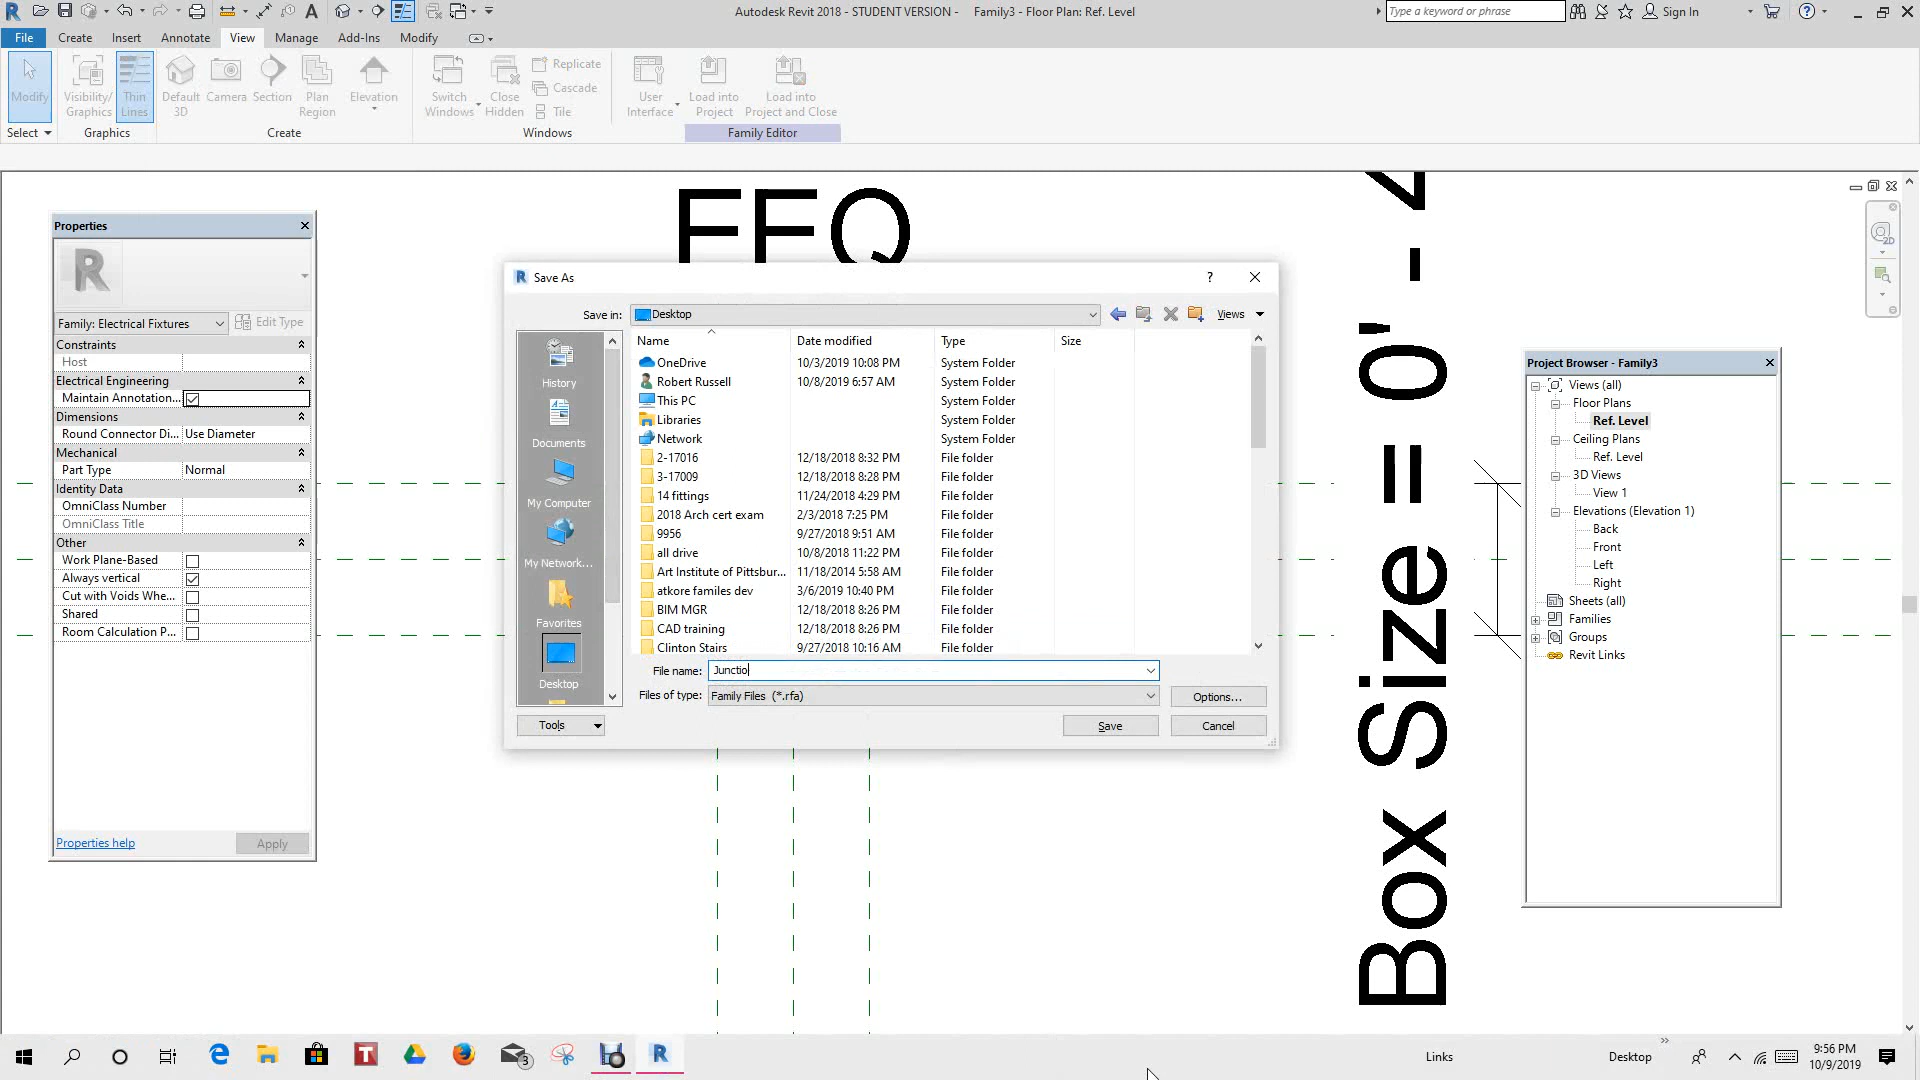 Autodesk Revit 2018 - STUDENT VERSION - Family3 - Floor Plan: Ref. Level
Type a keyword or phrase
Sign In
File Create Insert Annotate View Manage Add-Ins Modify
Modify
Visibility/ Graphics
Thin Lines
Default 3D
Camera
Section
Plan Region
Elevation
Switch Windows
Close Hidden
Replicate
Cascade
Tile
User Interface
Load into Project
Load into Project and Close
Select Graphics Create Windows Family Editor
EEQ
Box Size = 0' -
Properties
Family: Electrical Fixtures
Edit Type
Constraints
Host
Electrical Engineering
Maintain Annotation...
Dimensions
Round Connector Di... Use Diameter
Mechanical
Part Type Normal
Identity Data
OmniClass Number
OmniClass Title
Other
Work Plane-Based
Always vertical
Cut with Voids Whe...
Shared
Room Calculation P...
Properties help
Apply
Save As
Save in: Desktop
Views
History
Documents
My Computer
My Network...
Favorites
Desktop
Name Date modified Type Size
OneDrive 10/3/2019 10:08 PM System Folder
Robert Russell 10/8/2019 6:57 AM System Folder
This PC System Folder
Libraries System Folder
Network System Folder
2-17016 12/18/2018 8:32 PM File folder
3-17009 12/18/2018 8:28 PM File folder
14 fittings 11/24/2018 4:29 PM File folder
2018 Arch cert exam 2/3/2018 7:25 PM File folder
9956 9/27/2018 9:51 AM File folder
all drive 10/8/2018 11:22 PM File folder
Art Institute of Pittsbur... 11/18/2014 5:58 AM File folder
atkore familes dev 3/6/2019 10:40 PM File folder
BIM MGR 12/18/2018 8:26 PM File folder
CAD training 12/18/2018 8:26 PM File folder
Clinton Stairs 9/27/2018 10:16 AM File folder
File name: Junctio
Files of type: Family Files (*.rfa)
Options...
Tools
Save
Cancel
Project Browser - Family3
Views (all)
Floor Plans
Ref. Level
Ceiling Plans
Ref. Level
3D Views
View 1
Elevations (Elevation 1)
Back
Front
Left
Right
Sheets (all)
Families
Groups
Revit Links
2D
3
Links
Desktop
9:56 PM
10/9/2019